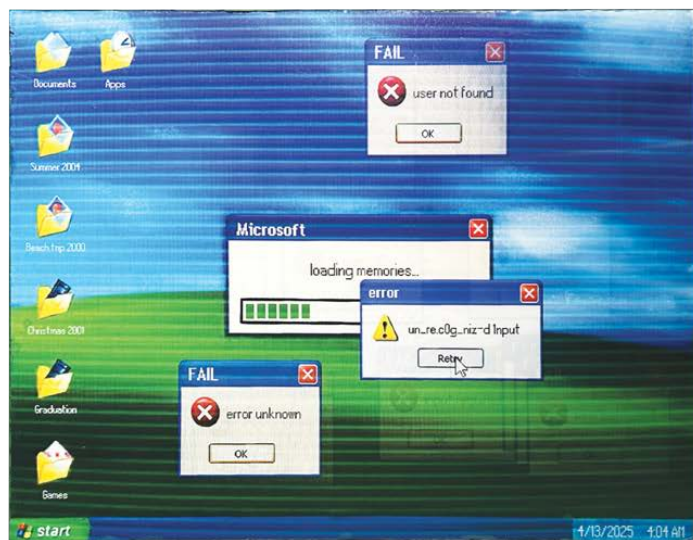 Documents
Apps
Summer 2004
Beach trip 2000
Christmas 2001
Graduation
Games
FAIL
user not found
OK
Microsoft
loading memories...
error
un_re.c0g_niz-d 1nput
Retry
FAIL
error unknown
OK
start
4/13/2025 4:04 AM